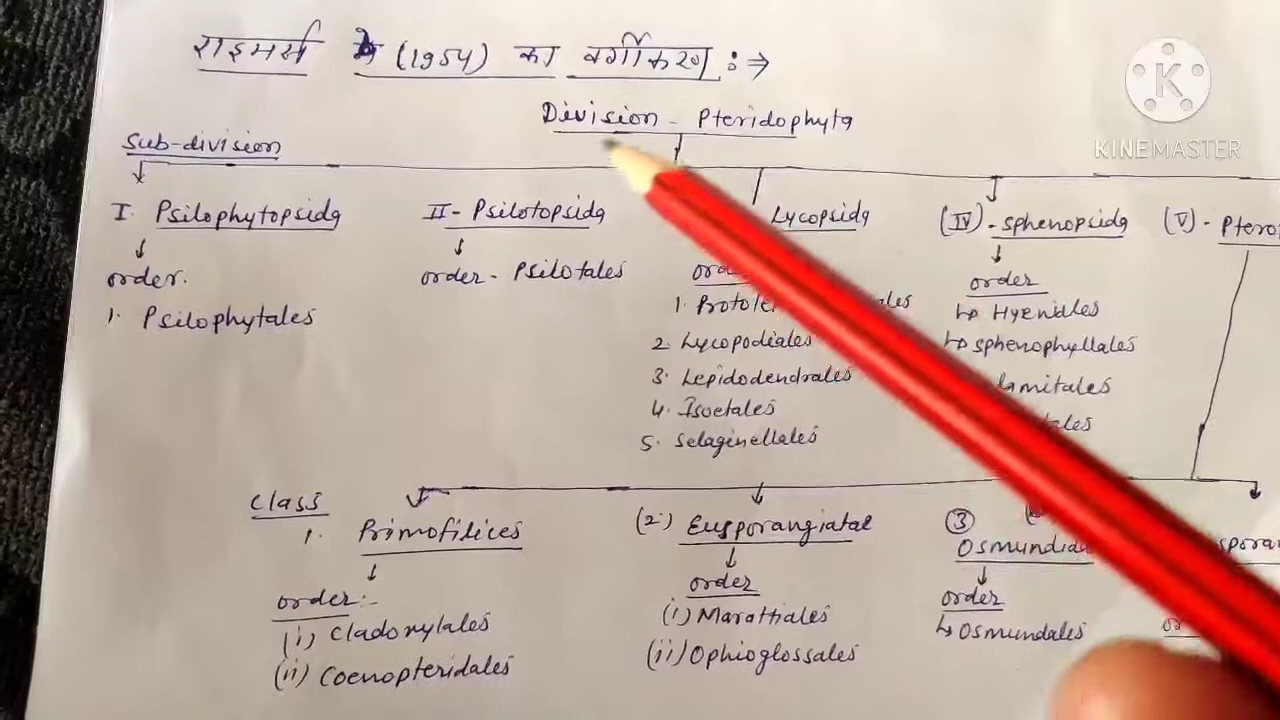 राइमर्स के (1954) का वर्गीकरण :⇒
KINEMASTER
Division - Pteridophyta
Sub-division
I. Psilophytopsida
II - Psilotopsida
Lycopsida
(IV) - Sphenopsida
(V) -
order.
order - Psilotales
order
1. Psilophytales
1.
2. Lycopodiales
↳ Hyeniales
↳ Sphenophyllales
3. Lepidodendrales
4. Isoetales
5. Selaginellales
Class
1. Primofilices
(2.) Eusporangiatae
③
order :-
order
order
(i) Cladoxylales
(i) Marattiales
↳ Osmundales
(ii) Coenopteridales
(ii) Ophioglossales